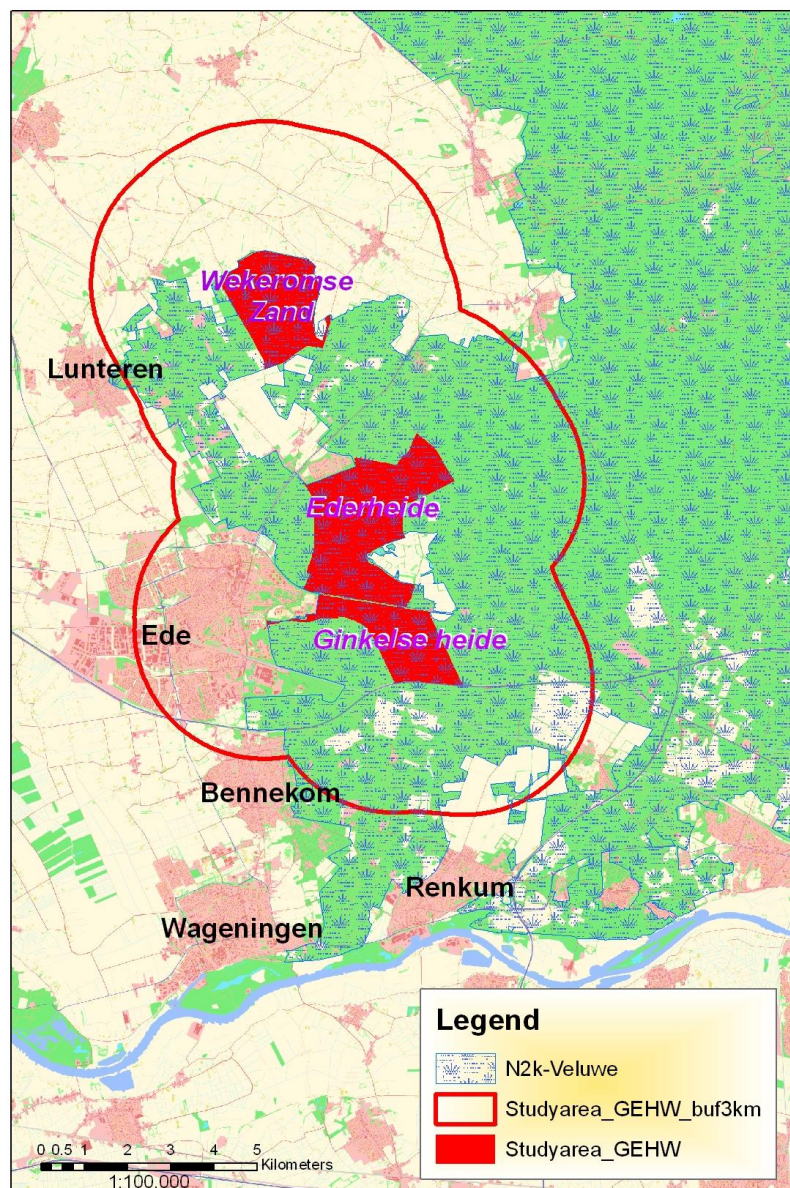 Wekeromse
Zand
Lunteren
Ederheide
Ede
Ginkelse heide
Bennekom
Renkum
Wageningen
Legend
N2k-Veluwe
Studyarea_GEHW_buf3km
Studyarea_GEHW
0 0.5 1 2 3 4 5
Kilometers
1:100.000